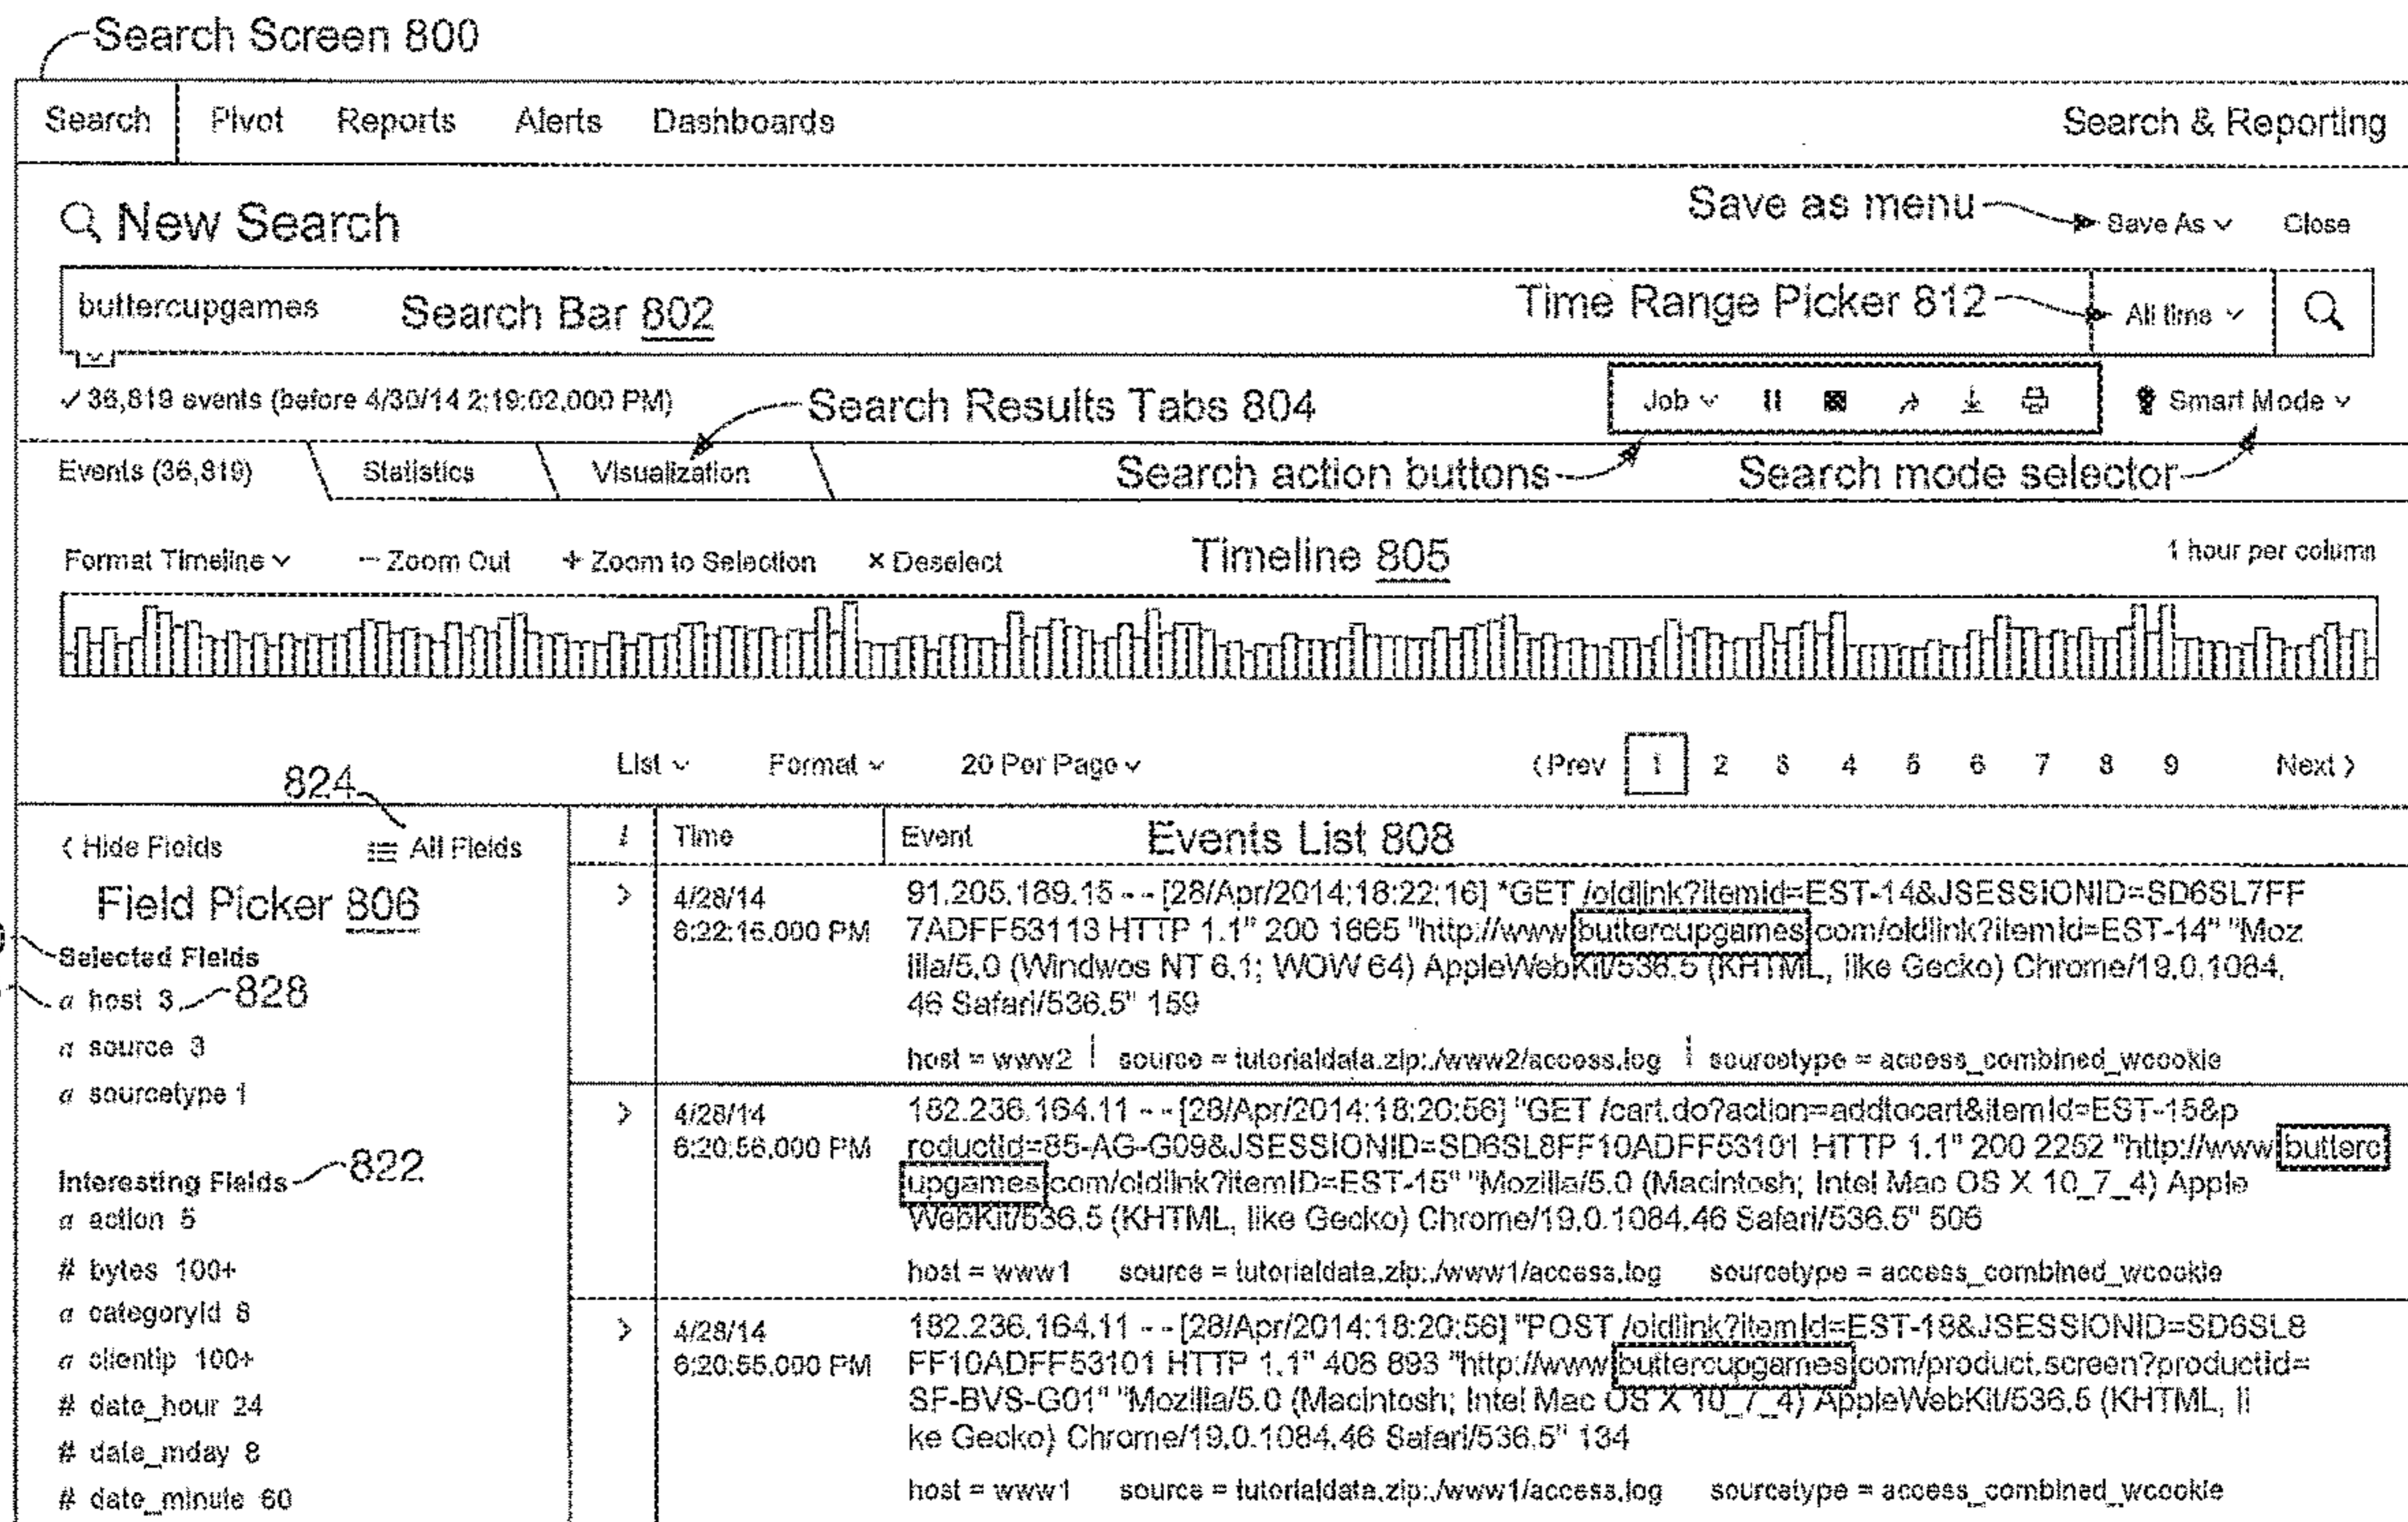 Search Screen 800
Search Pivot Reports Alerts Dashboards Search & Reporting
New Search Save as menu Save As Close
buttercupgames Search Bar 802 Time Range Picker 812 All time
✓ 36,819 events (before 4/30/14 2:19:02.000 PM) Search Results Tabs 804 Job Smart Mode
Events (36,819) Statistics Visualization Search action buttons Search mode selector
Format Timeline — Zoom Out + Zoom to Selection × Deselect Timeline 805 1 hour per column
List Format 20 Per Page < Prev 1 2 3 4 5 6 7 8 9 Next >
824
< Hide Fields All Fields
Field Picker 806
Selected Fields
a host 3 828
a source 3
a sourcetype 1
Interesting Fields 822
a action 5
# bytes 100+
a categoryId 8
a clientip 100+
# date_hour 24
# date_mday 8
# date_minute 60
i Time Event Events List 808
> 4/28/14
6:22:16.000 PM
91.205.189.15 - - [28/Apr/2014:18:22:16] "GET /oldlink?itemid=EST-14&JSESSIONID=SD6SL7FF
7ADFF53113 HTTP 1.1" 200 1665 "http://www.buttercupgames.com/oldlink?itemId=EST-14" "Moz
illa/5.0 (Windwos NT 6.1; WOW 64) AppleWebKit/536.5 (KHTML, like Gecko) Chrome/19.0.1084.
46 Safari/536.5" 159
host = www2 source = tutorialdata.zip:./www2/access.log sourcetype = access_combined_wcookie
> 4/28/14
6:20:56.000 PM
182.236.164.11 - - [28/Apr/2014:18:20:56] "GET /cart.do?action=addtocart&itemId=EST-15&p
roductId=85-AG-G09&JSESSIONID=SD6SL8FF10ADFF53101 HTTP 1.1" 200 2252 "http://www.butterc
upgames.com/oldlink?itemID=EST-15" "Mozilla/5.0 (Macintosh; Intel Mac OS X 10_7_4) Apple
WebKit/536.5 (KHTML, like Gecko) Chrome/19.0.1084.46 Safari/536.5" 506
host = www1 source = tutorialdata.zip:./www1/access.log sourcetype = access_combined_wcookie
> 4/28/14
6:20:55.000 PM
182.236.164.11 - - [28/Apr/2014:18:20:56] "POST /oldlink?itemId=EST-18&JSESSIONID=SD6SL8
FF10ADFF53101 HTTP 1.1" 408 893 "http://www.buttercupgames.com/product.screen?productId=
SF-BVS-G01" "Mozilla/5.0 (Macintosh; Intel Mac OS X 10_7_4) AppleWebKit/536.5 (KHTML, li
ke Gecko) Chrome/19.0.1084.46 Safari/536.5" 134
host = www1 source = tutorialdata.zip:./www1/access.log sourcetype = access_combined_wcookie